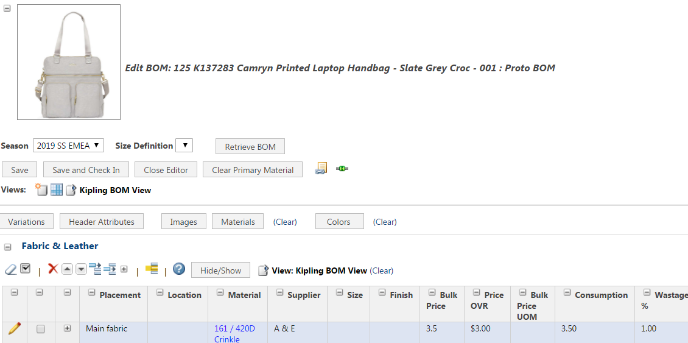 Edit BOM: 125 K137283 Camryn Printed Laptop Handbag - Slate Grey Croc - 001 : Proto BOM
Season 2019 SS EMEA Size Definition Retrieve BOM
Save Save and Check In Close Editor Clear Primary Material
Views: Kipling BOM View
Variations Header Attributes Images Materials (Clear) Colors (Clear)
Fabric & Leather
Hide/Show View: Kipling BOM View (Clear)
Placement Location Material Supplier Size Finish Bulk Price Price OVR Bulk Price UOM Consumption Wastage %
Main fabric 161 / 420D Crinkle A & E 3.5 $3.00 3.50 1.00